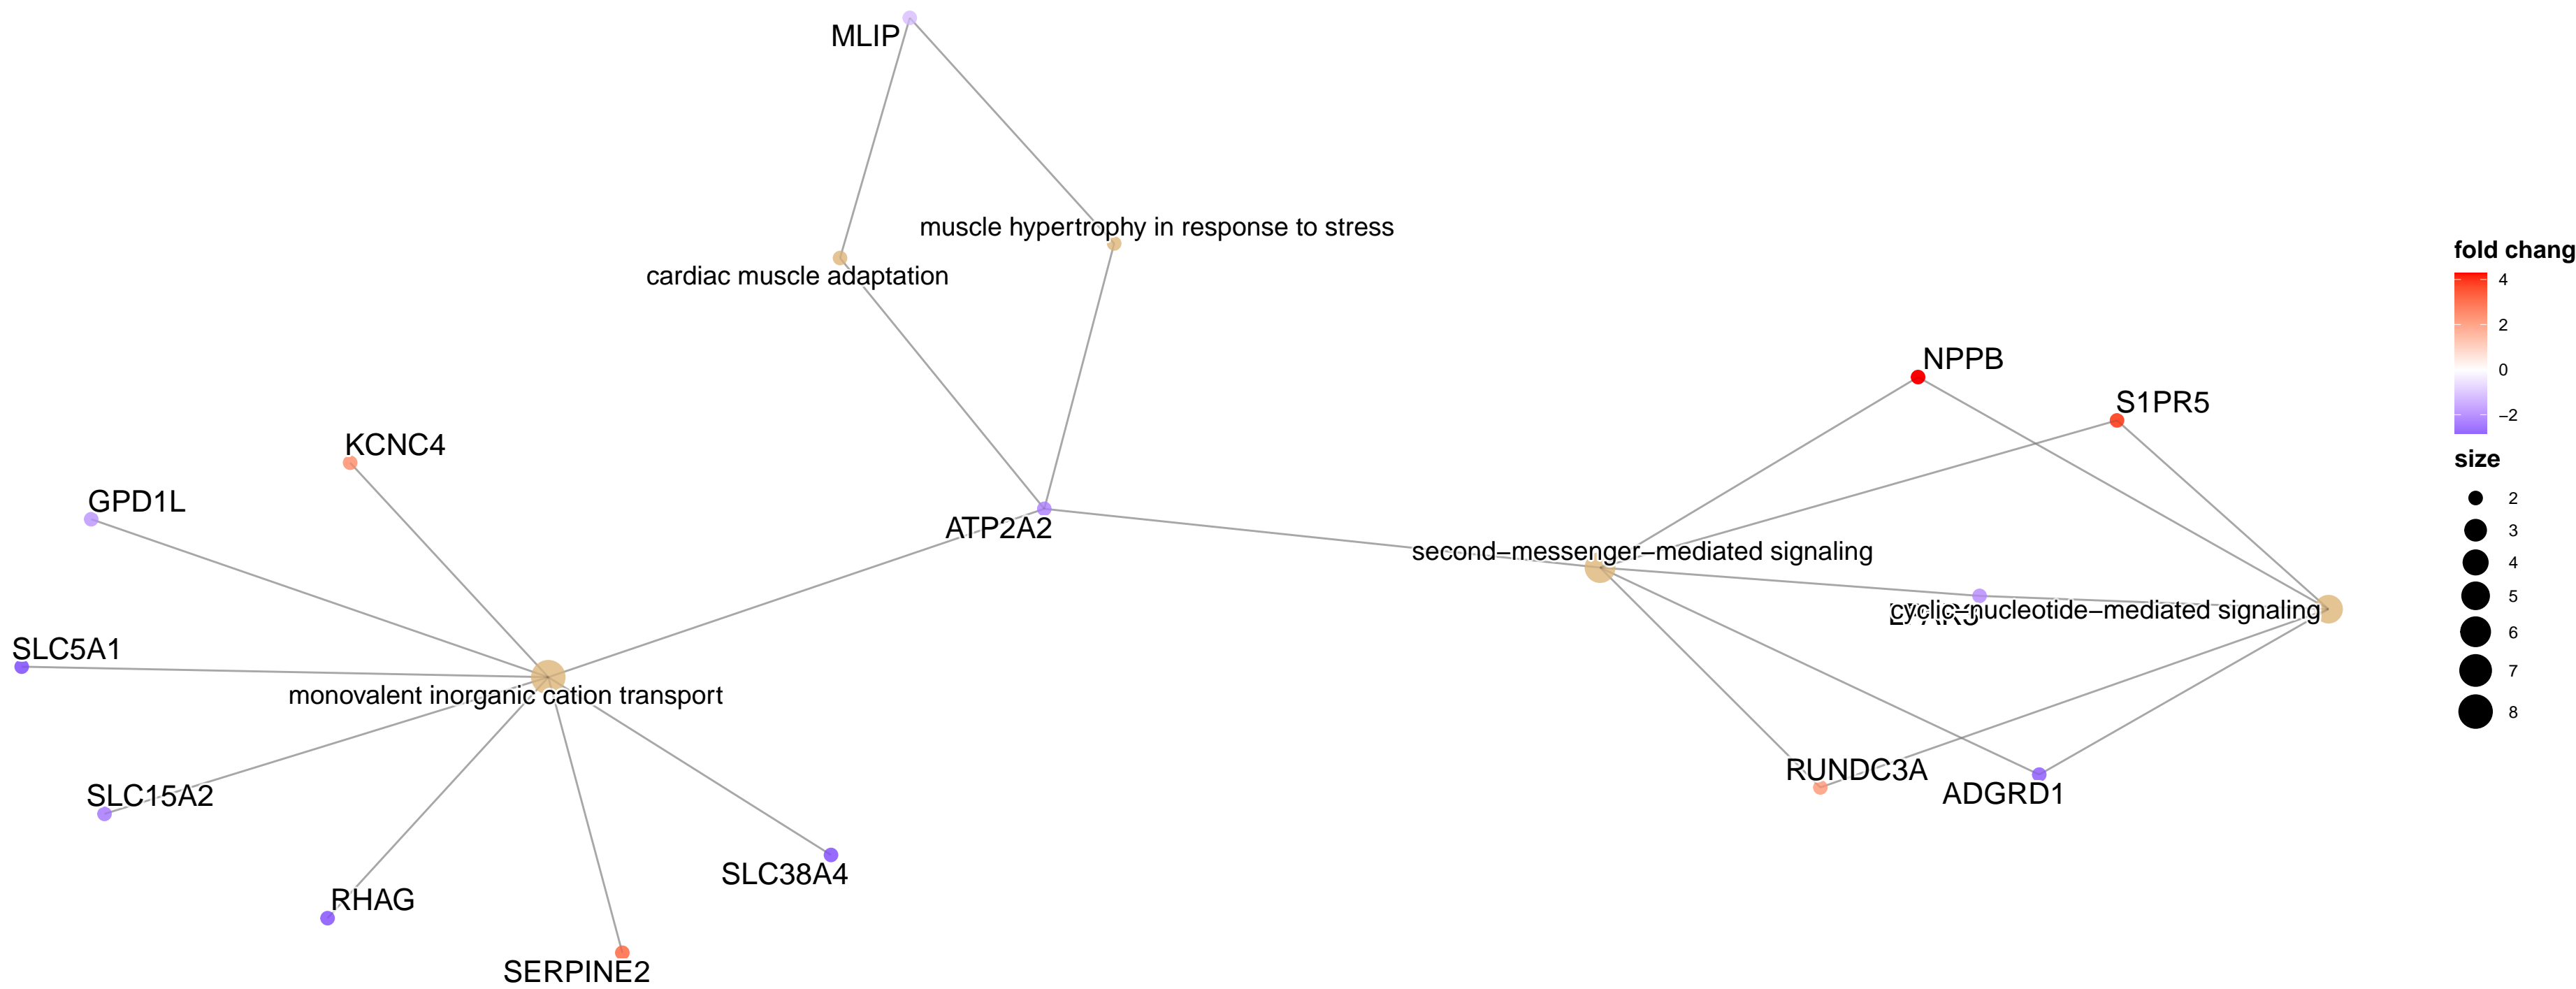 MLIP
muscle hypertrophy in response to stress
cardiac muscle adaptation
fold chang
4
2
0
−2
NPPB
S1PR5
KCNC4
size
GPD1L
2
ATP2A2
3
second−messenger−mediated signaling
4
5
cyclic−nucleotide−mediated signaling
6
SLC5A1
7
monovalent inorganic cation transport
8
RUNDC3A
SLC15A2
ADGRD1
SLC38A4
RHAG
SERPINE2